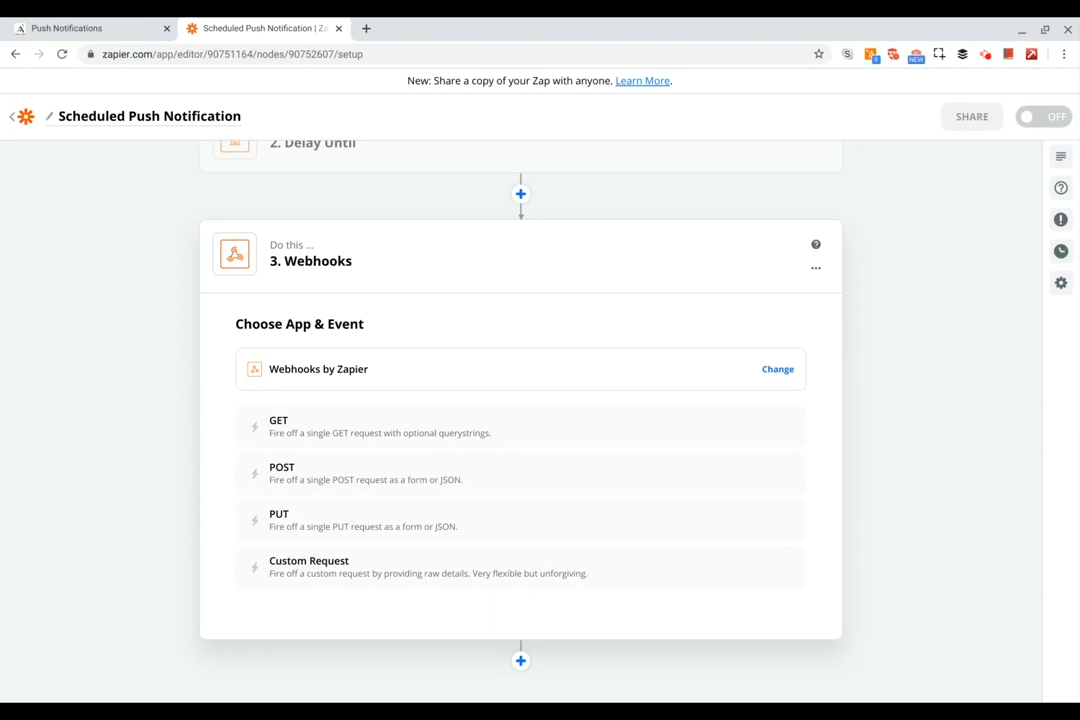 Push Notifications
Scheduled Push Notification | Za
zapier.com/app/editor/90751164/nodes/90752607/setup
9
NEW
New: Share a copy of your Zap with anyone. Learn More.
Scheduled Push Notification
SHARE
OFF
2. Delay Until
Do this ...
3. Webhooks
Choose App & Event
Webhooks by Zapier
Change
GET
Fire off a single GET request with optional querystrings.
POST
Fire off a single POST request as a form or JSON.
PUT
Fire off a single PUT request as a form or JSON.
Custom Request
Fire off a custom request by providing raw details. Very flexible but unforgiving.